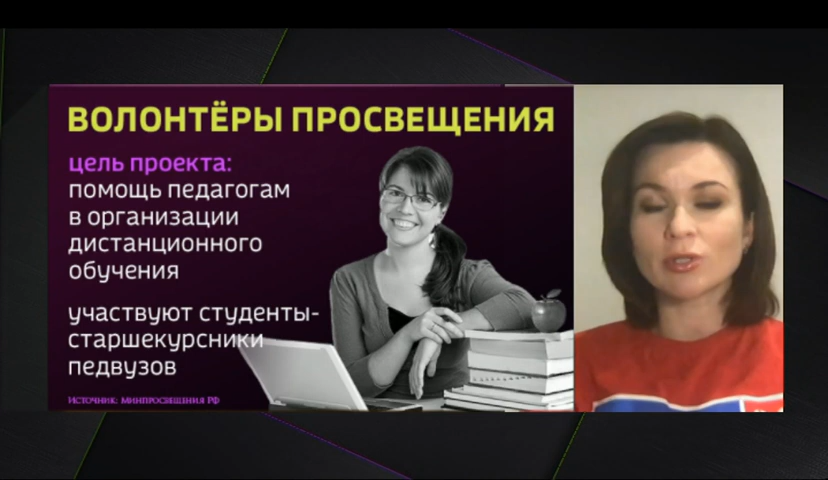 ВОЛОНТЁРЫ ПРОСВЕЩЕНИЯ
цель проекта:
помощь педагогам
в организации
дистанционного
обучения
участвуют студенты-
старшекурсники
педвузов
Источник: минпросвещения РФ